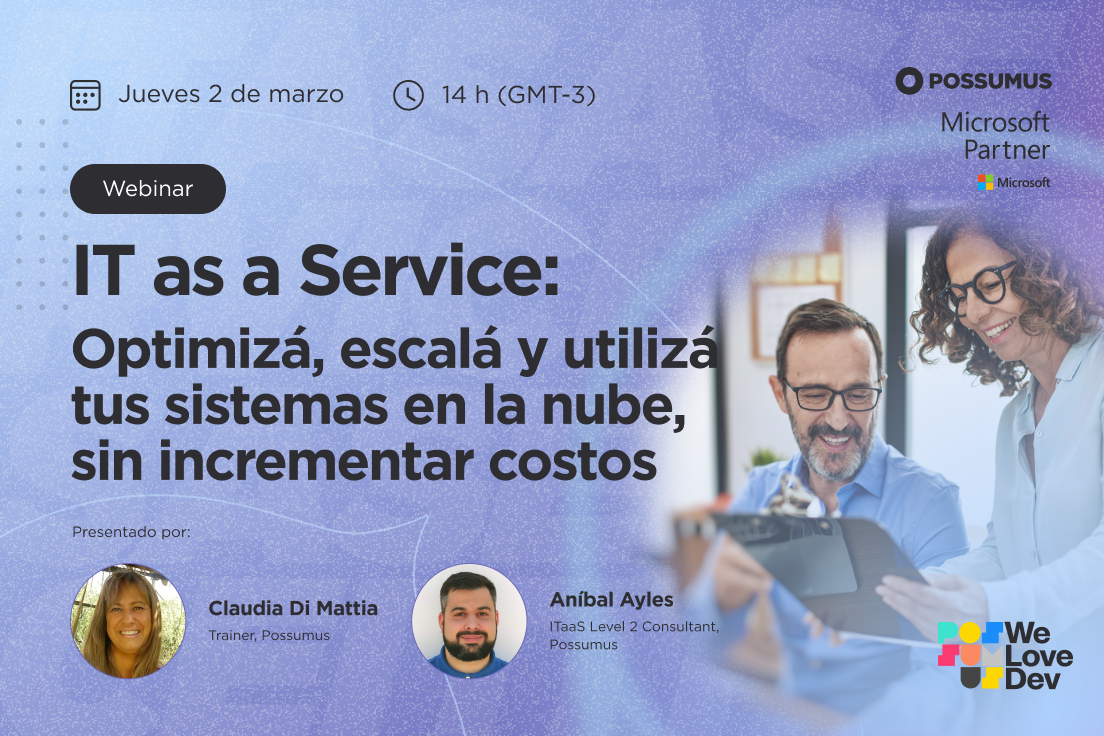 Jueves 2 de marzo
14 h (GMT-3)
POSSUMUS
Microsoft
Partner
Microsoft
Webinar
IT as a Service:
Optimizá, escalá y utilizá
tus sistemas en la nube,
sin incrementar costos
Presentado por:
Claudia Di Mattia
Trainer, Possumus
Aníbal Ayles
ITaaS Level 2 Consultant,
Possumus
We
Love
Dev